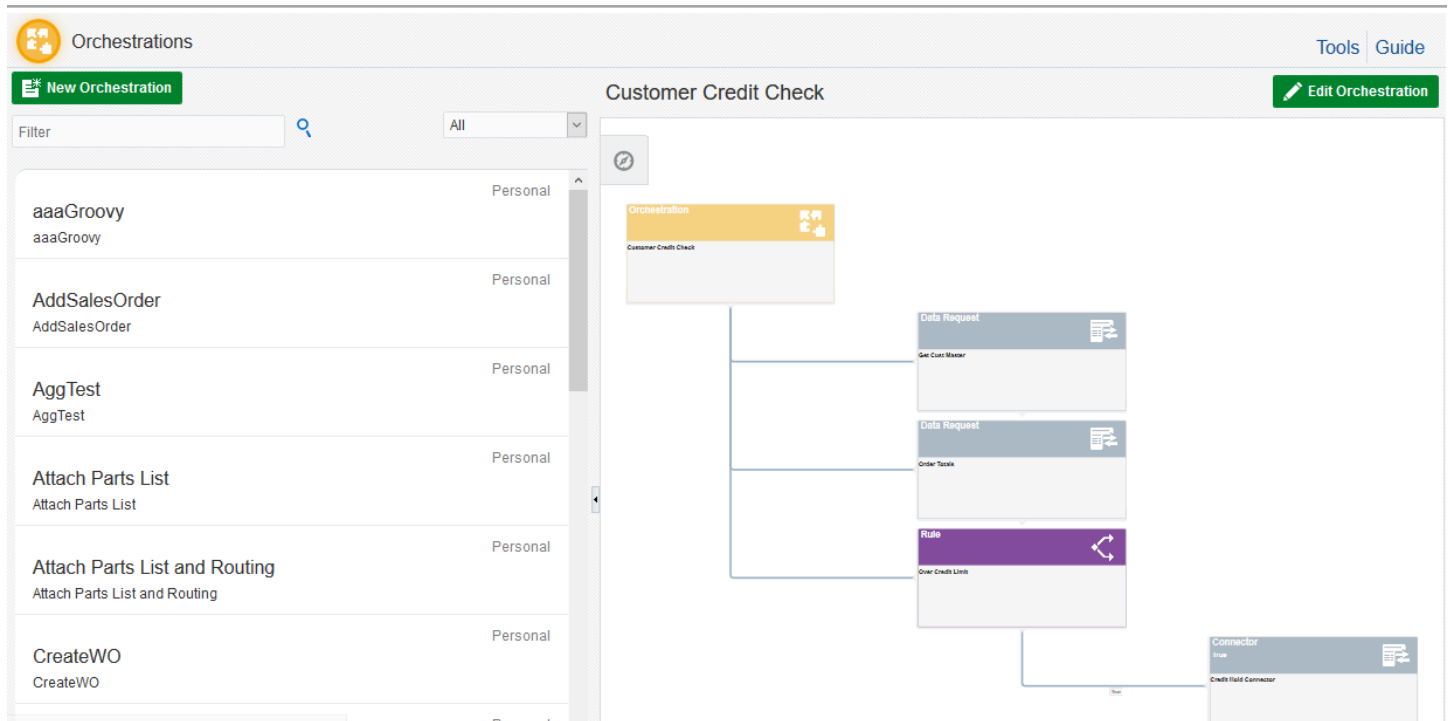 Orchestrations
Tools
Guide
New Orchestration
Filter
All
Personal
aaaGroovy
aaaGroovy
Personal
AddSalesOrder
AddSalesOrder
Personal
AggTest
AggTest
Personal
Attach Parts List
Attach Parts List
Personal
Attach Parts List and Routing
Attach Parts List and Routing
Personal
CreateWO
CreateWO
Customer Credit Check
Edit Orchestration
Orchestration
Customer Credit Check
Data Request
Get Cust Master
Data Request
Order Totals
Rule
Over Credit Limit
True
Connector
true
Credit Hold Connector